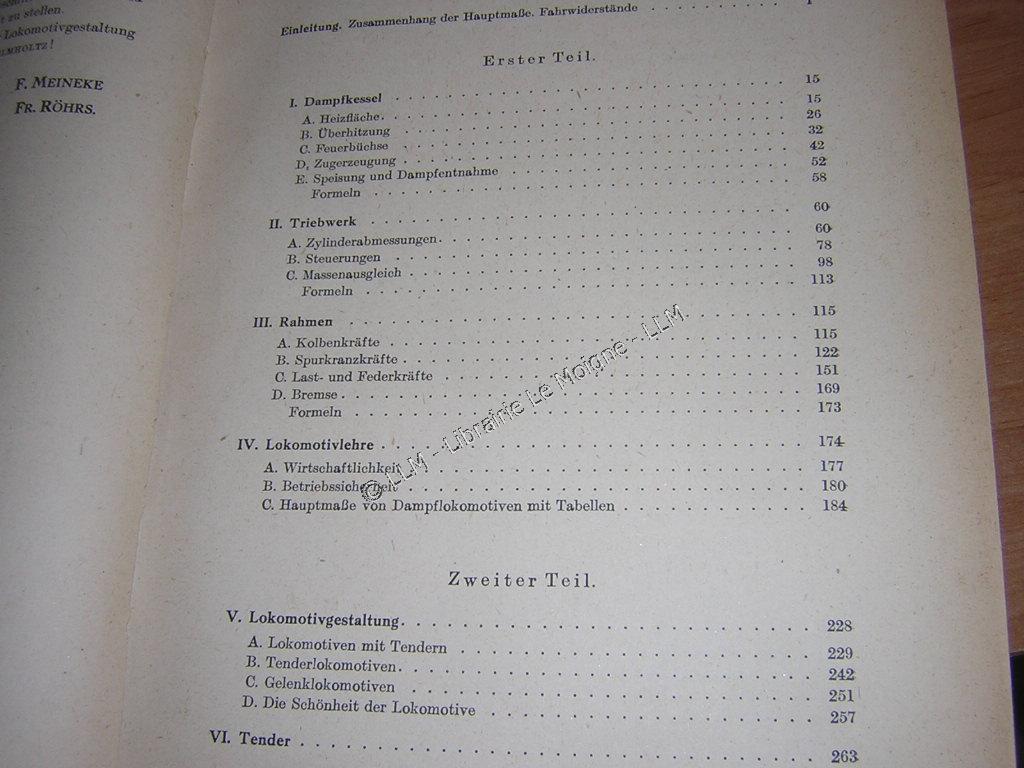 t zu stellen.
Lokomotivgestaltung
F. MEINEKE
FR. RÖHRS.
Einleitung. Zusammenhang der Hauptmaße. Fahrwiderstände . . . . . . . . 1
Erster Teil.
I. Dampfkessel . . . . . . . . 15
A. Heizfläche. . . . . . . . 15
B. Überhitzung . . . . . . . . 26
C. Feuerbüchse . . . . . . . . 32
D. Zugerzeugung . . . . . . . . 42
E. Speisung und Dampfentnahme . . . . . . . . 52
Formeln . . . . . . . . 58
II. Triebwerk . . . . . . . . 60
A. Zylinderabmessungen. . . . . . . . 60
B. Steuerungen . . . . . . . . 78
C. Massenausgleich . . . . . . . . 98
Formeln . . . . . . . . 113
III. Rahmen . . . . . . . . 115
A. Kolbenkräfte . . . . . . . . 115
B. Spurkranzkräfte . . . . . . . . 122
C. Last- und Federkräfte . . . . . . . . 151
D. Bremse . . . . . . . . 169
Formeln . . . . . . . . 173
IV. Lokomotivlehre . . . . . . . . 174
A. Wirtschaftlichkeit . . . . . . . . 177
B. Betriebssicherheit . . . . . . . . 180
C. Hauptmaße von Dampflokomotiven mit Tabellen . . . . . . . . 184
© LLM - Librairie Le Moigne - LLM.
Zweiter Teil.
V. Lokomotivgestaltung. . . . . . . . 228
A. Lokomotiven mit Tendern . . . . . . . . 229
B. Tenderlokomotiven. . . . . . . . 242
C. Gelenklokomotiven . . . . . . . . 251
D. Die Schönheit der Lokomotive . . . . . . . . 257
VI. Tender . . . . . . . . 263